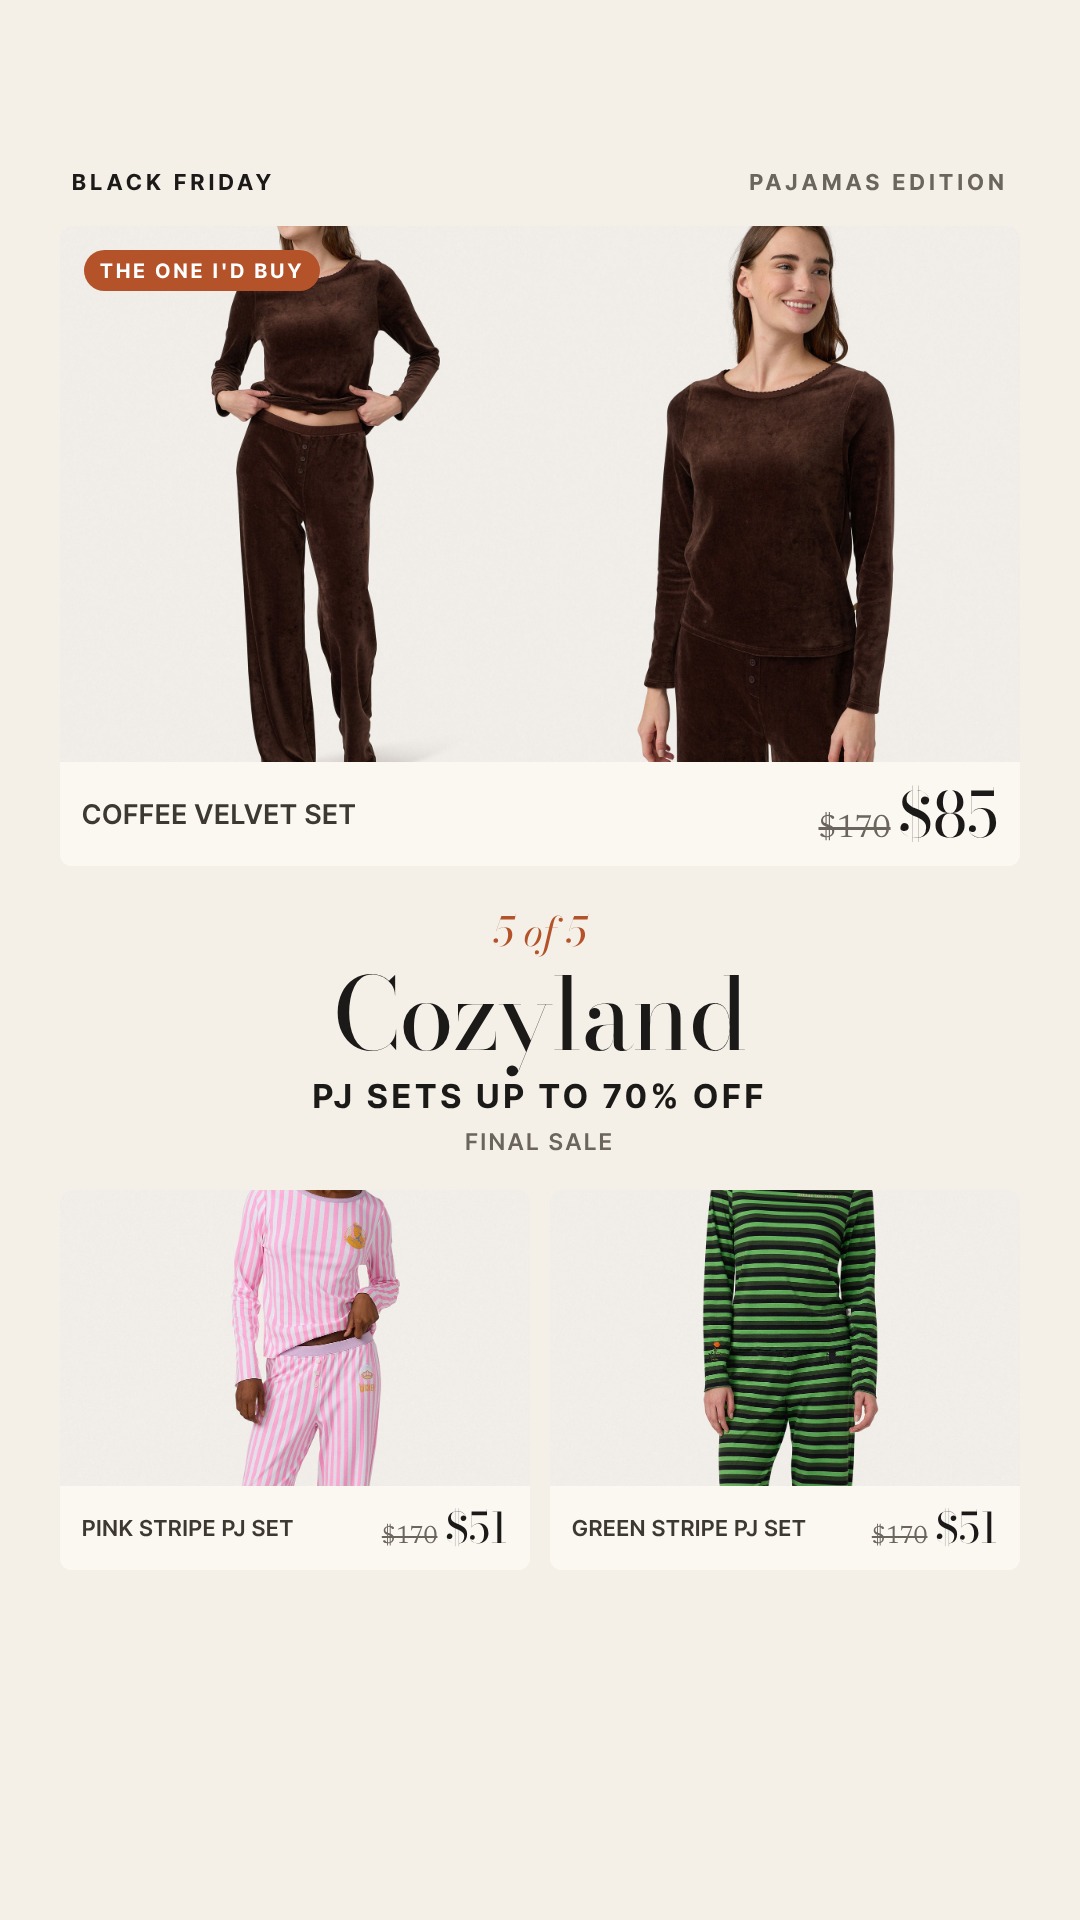 BLACK FRIDAY
PAJAMAS EDITION
THE ONE I'D BUY
COFFEE VELVET SET
$170 $85
5 of 5
Cozyland
PJ SETS UP TO 70% OFF
FINAL SALE
PINK STRIPE PJ SET
$170 $51
GREEN STRIPE PJ SET
$170 $51